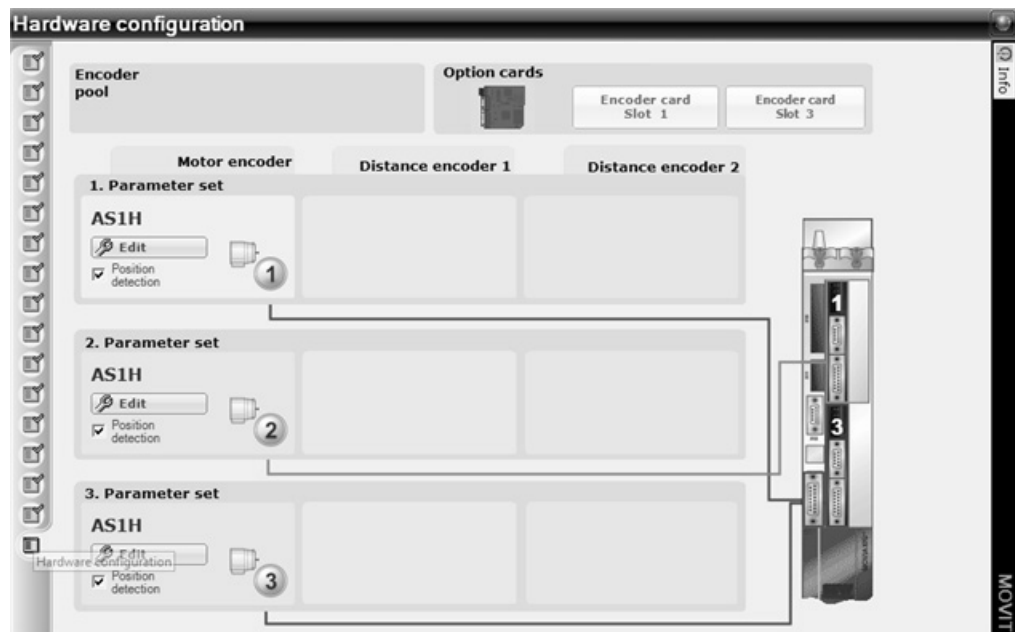 Hardware configuration
Info
Encoder
pool
Option cards
Encoder card
Slot 1
Encoder card
Slot 3
Motor encoder
Distance encoder 1
Distance encoder 2
1. Parameter set
AS1H
Edit
Position
detection
1
2. Parameter set
AS1H
Edit
Position
detection
2
3. Parameter set
AS1H
Edit
Hardware configuration
Position
detection
3
1
3
MOVIT